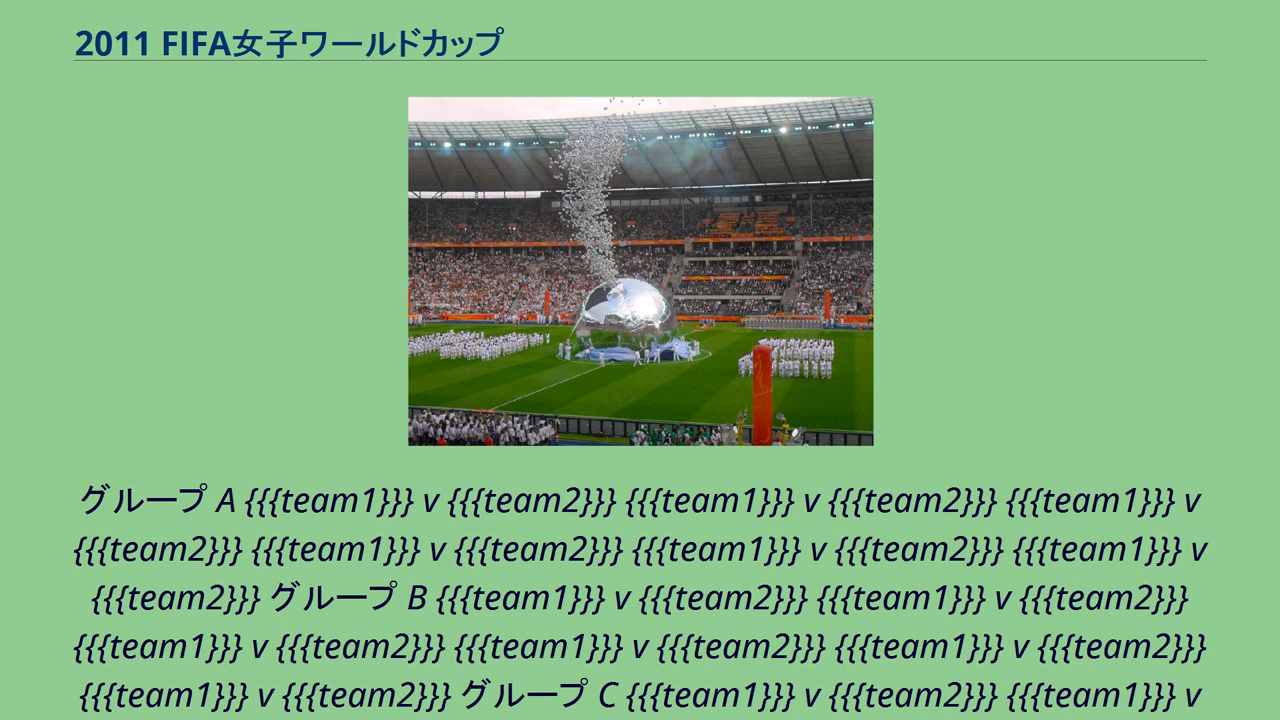 2011 FIFA女子ワールドカップ
グループ A {{{team1}}} v {{{team2}}} {{{team1}}} v {{{team2}}} {{{team1}}} v
{{{team2}}} {{{team1}}} v {{{team2}}} {{{team1}}} v {{{team2}}} {{{team1}}} v
{{{team2}}} グループ B {{{team1}}} v {{{team2}}} {{{team1}}} v {{{team2}}}
{{{team1}}} v {{{team2}}} {{{team1}}} v {{{team2}}} {{{team1}}} v {{{team2}}}
{{{team1}}} v {{{team2}}} グループ C {{{team1}}} v {{{team2}}} {{{team1}}} v